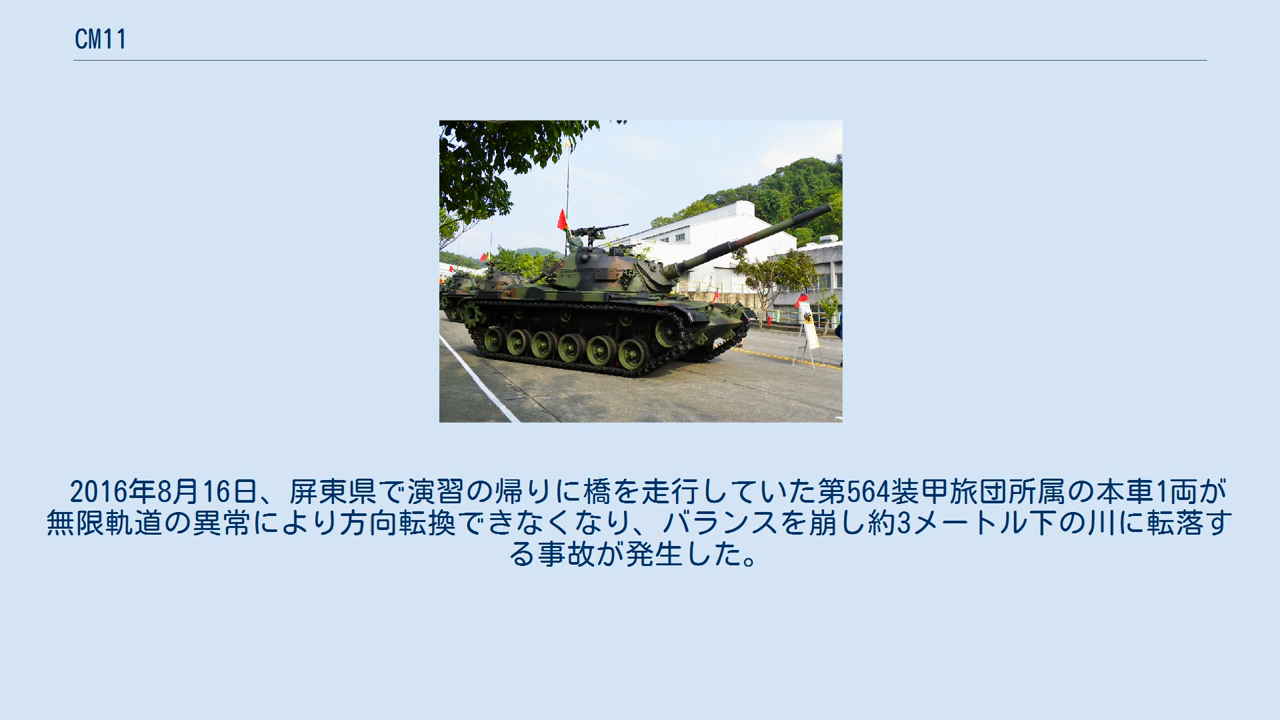 CM11
2016年8月16日、屏東県で演習の帰りに橋を走行していた第564装甲旅団所属の本車1両が
無限軌道の異常により方向転換できなくなり、バランスを崩し約3メートル下の川に転落す
る事故が発生した。